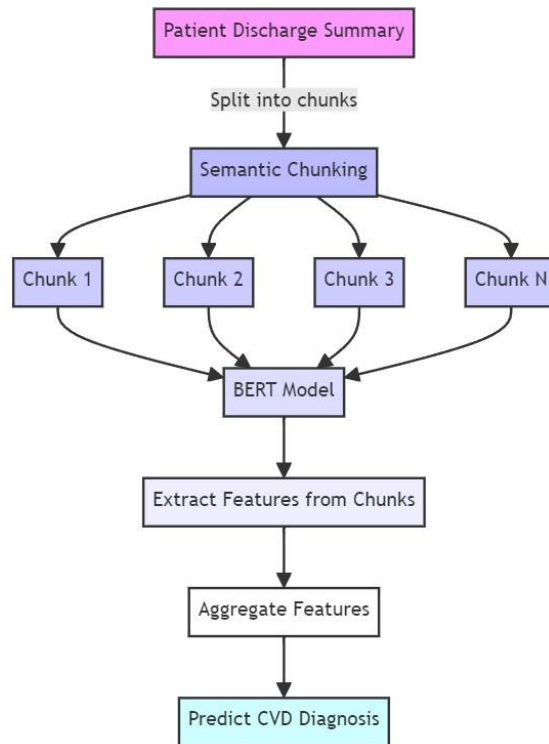 Patient Discharge Summary
Split into chunks
Semantic Chunking
Chunk 1
Chunk 2
Chunk 3
Chunk N
BERT Model
Extract Features from Chunks
Aggregate Features
Predict CVD Diagnosis